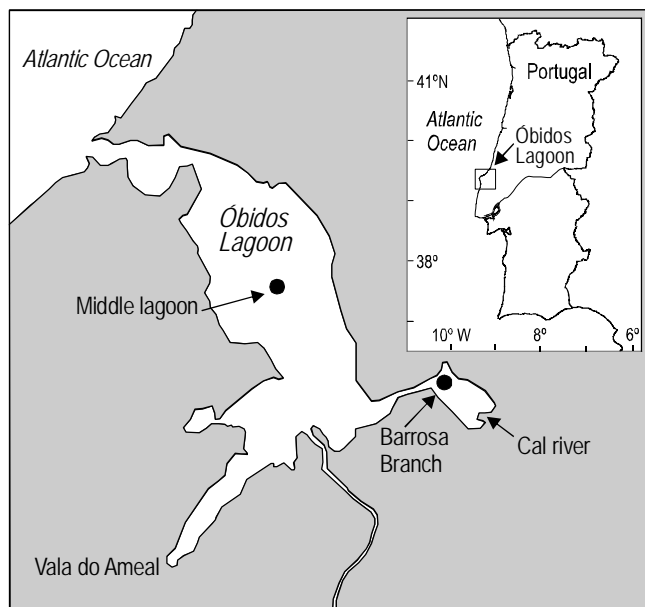 Atlantic Ocean
Óbidos
Lagoon
Middle lagoon
Barrosa
Branch
Cal river
Vala do Ameal
41ºN
Portugal
Atlantic
Ocean
Óbidos
Lagoon
38º
10º W
8º
6º